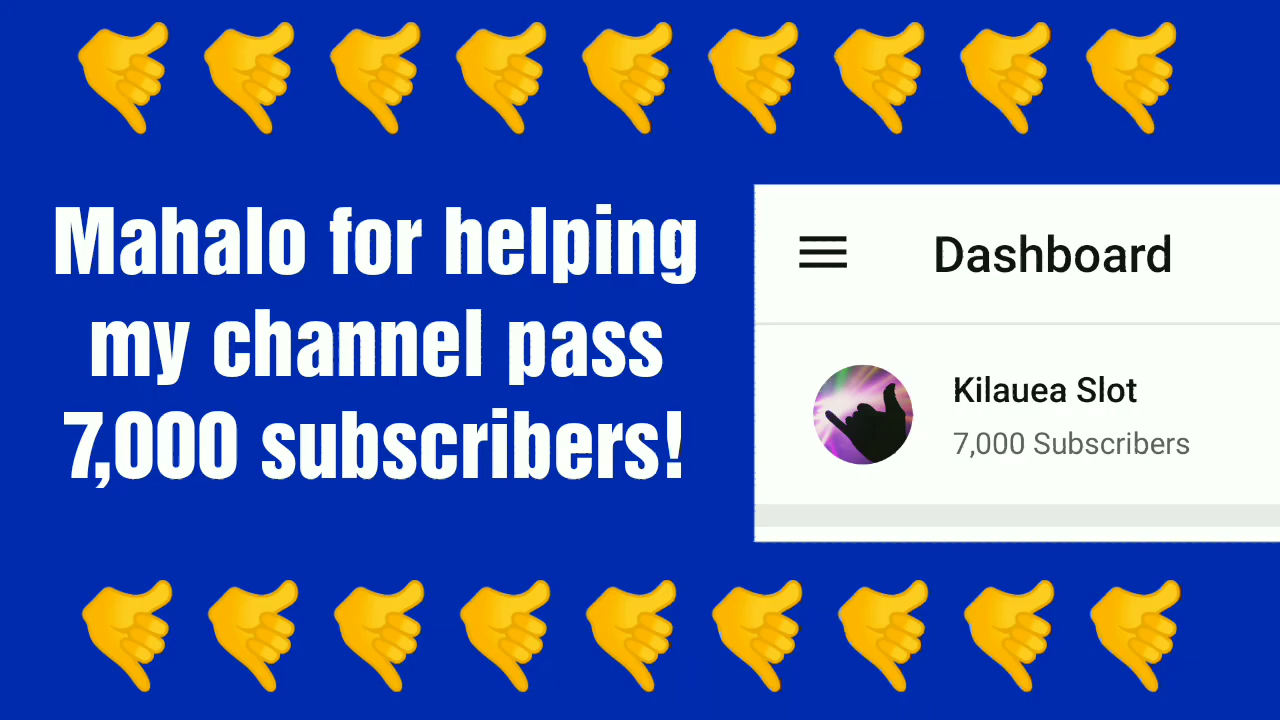 Mahalo for helping
my channel pass
7,000 subscribers!
Dashboard
Kilauea Slot
7,000 Subscribers